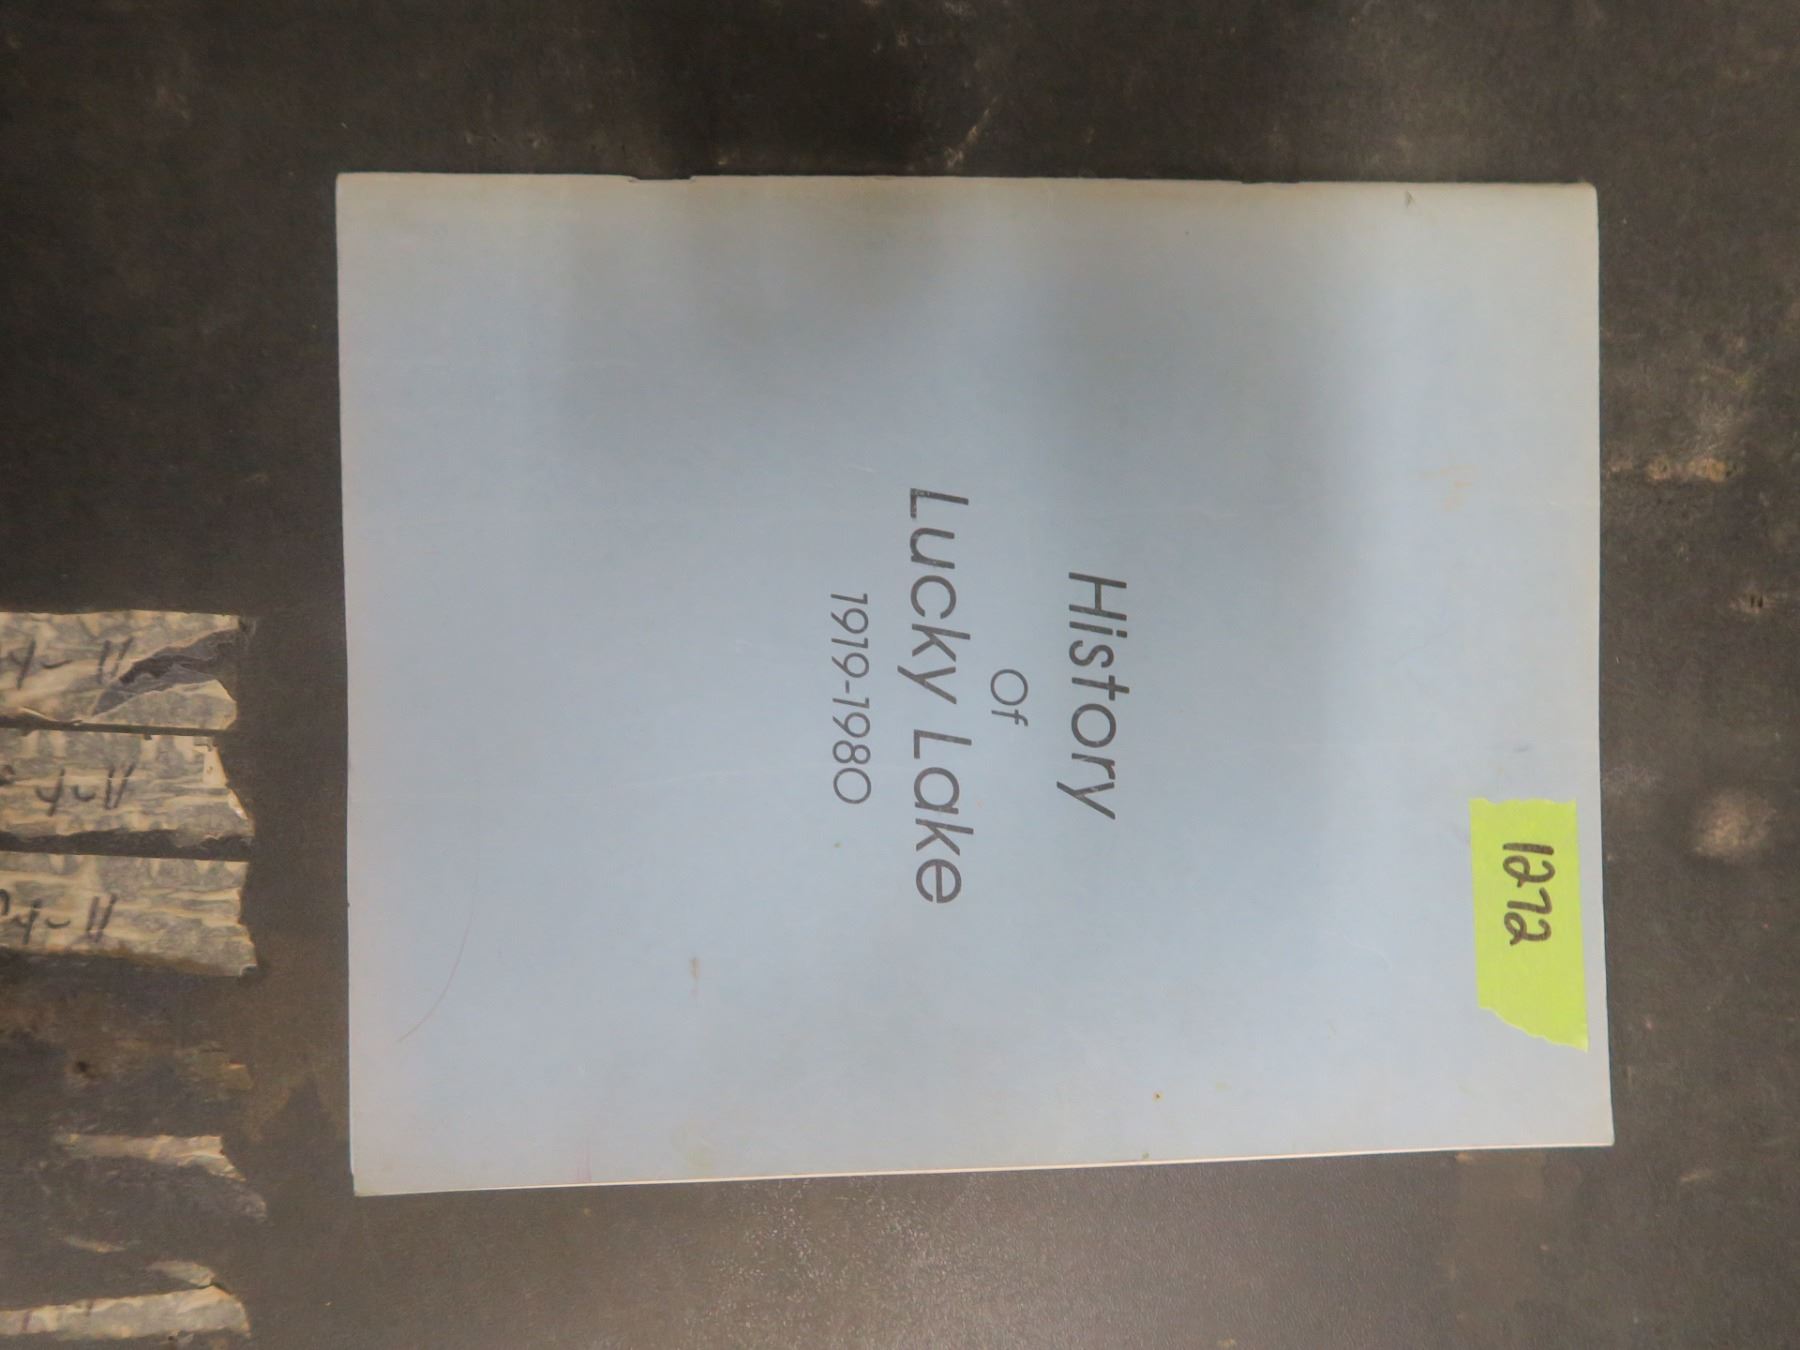 1272
History
Of
Lucky Lake
1919-1980